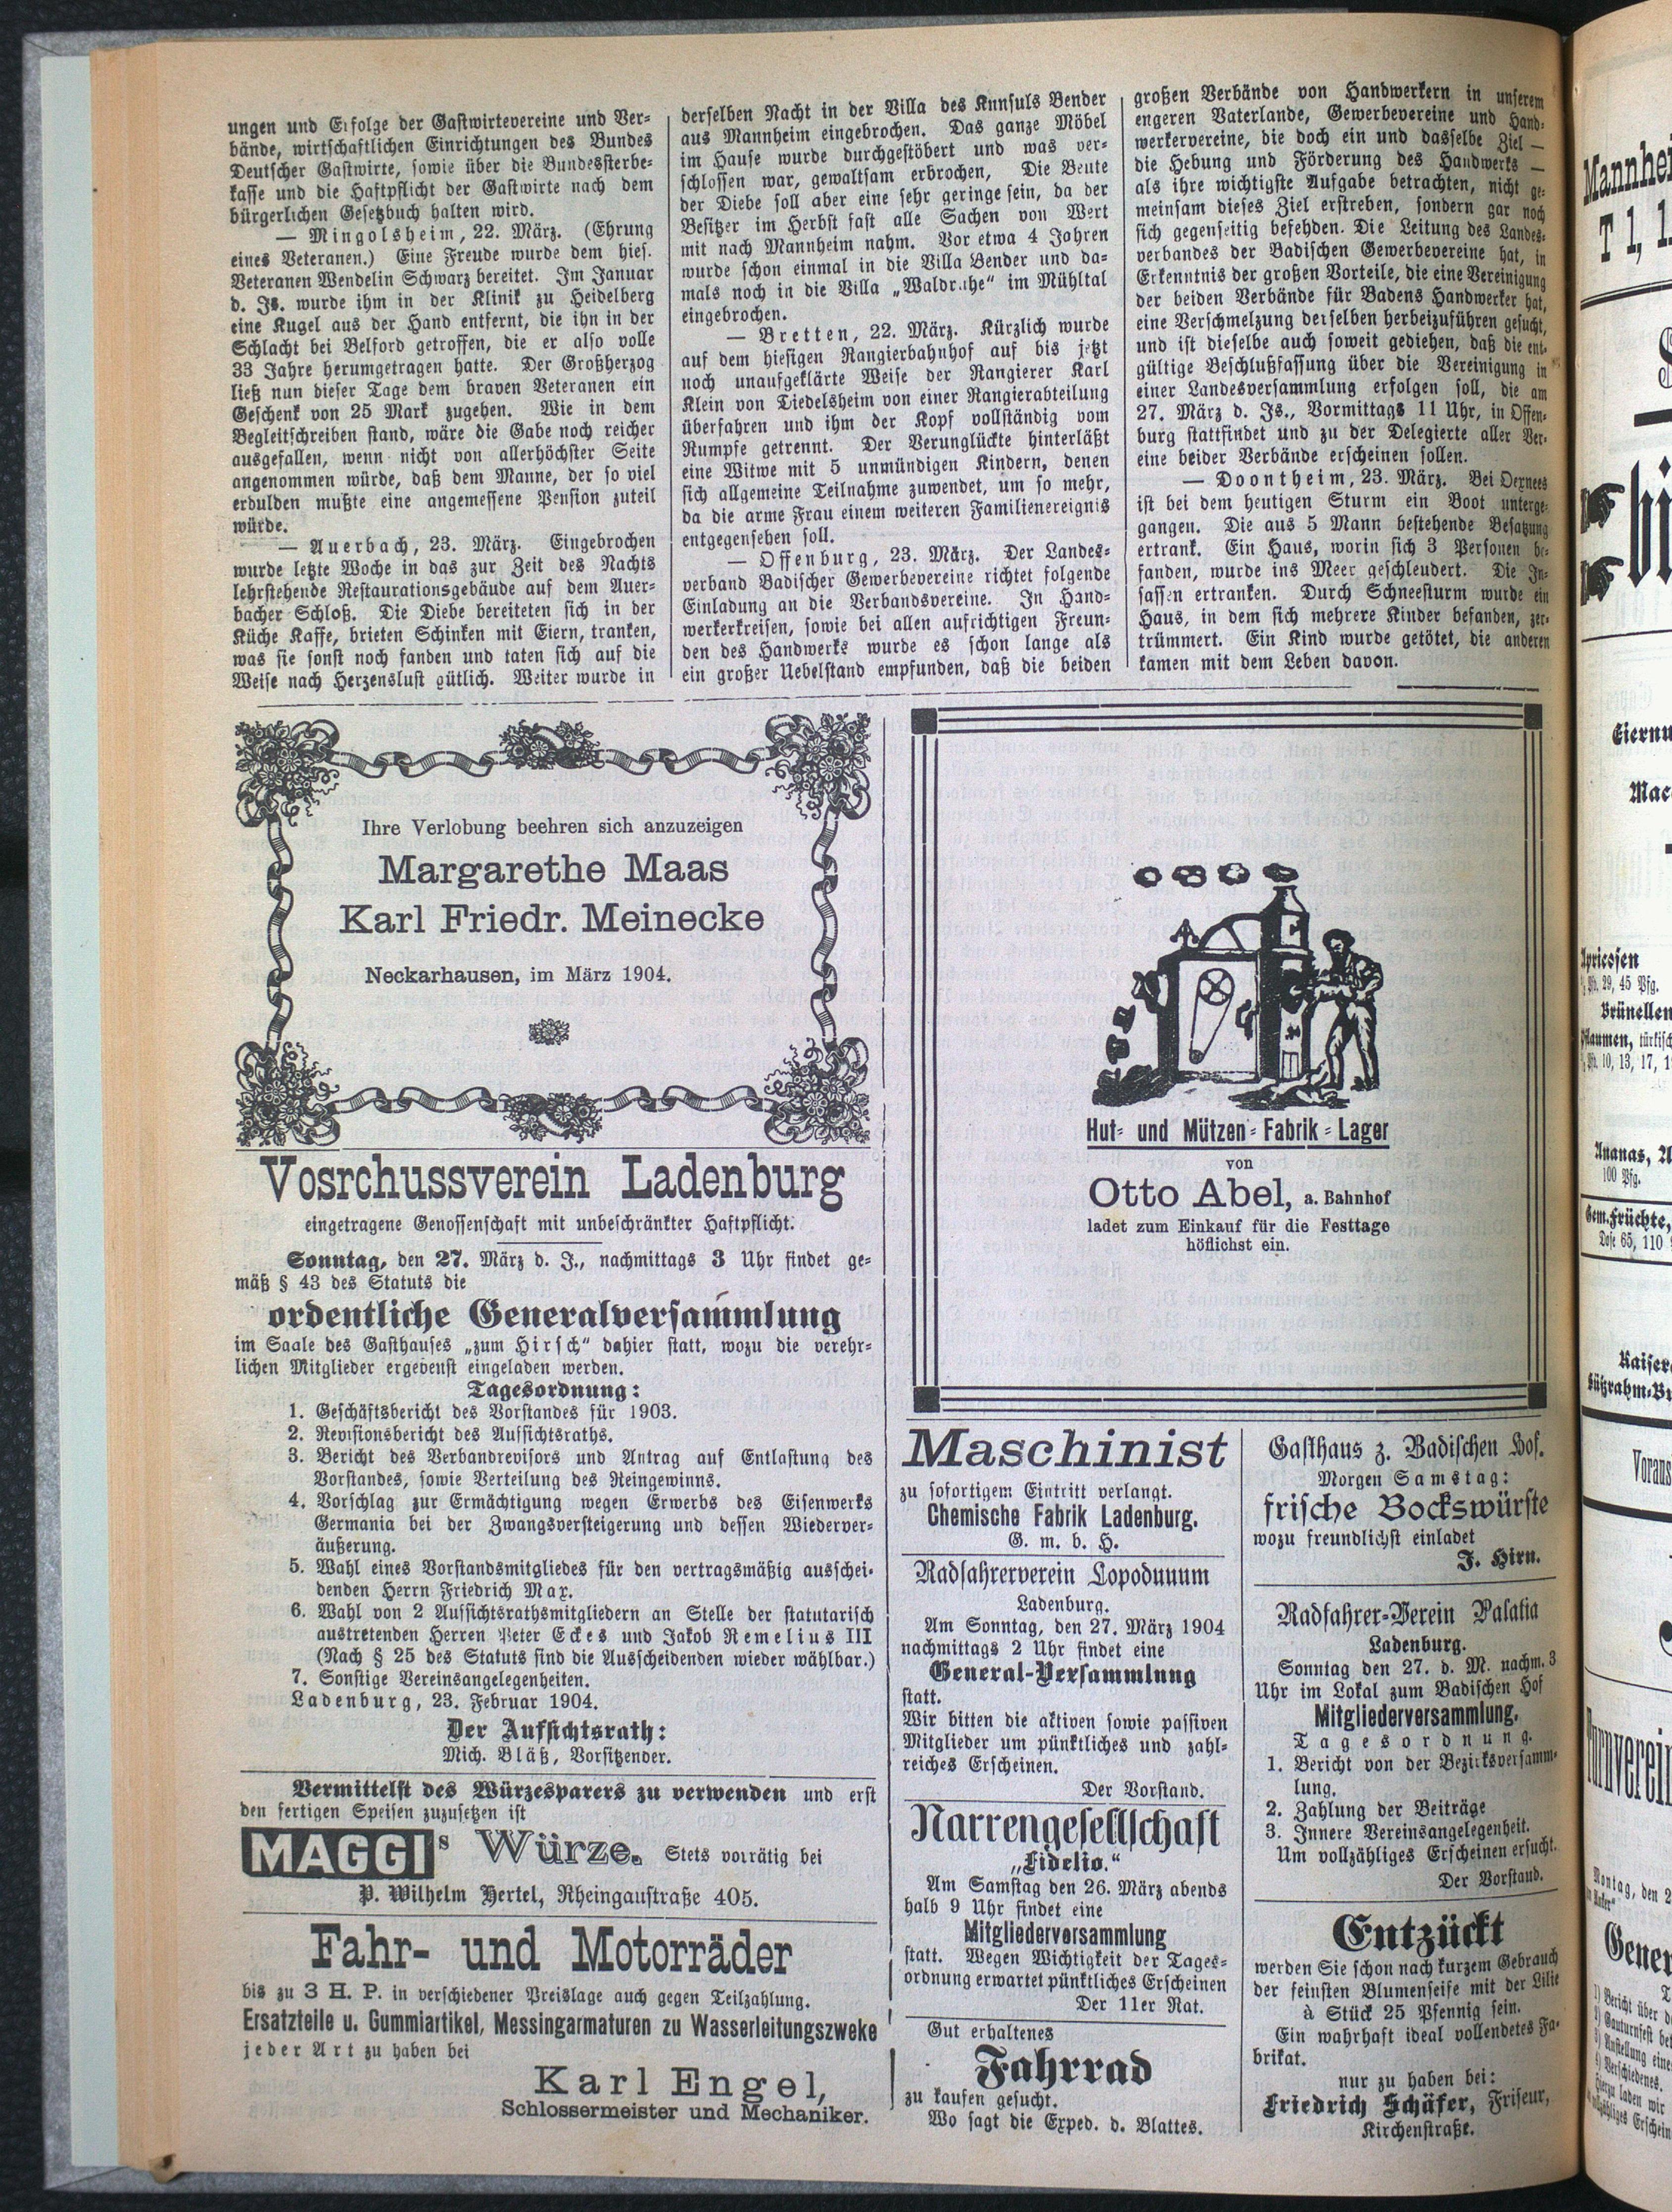 ungen und Erfolge der Gastwirtevereine und Ver-
bände, wirtschaftlichen Einrichtungen des Bundes
Deutscher Gastwirte, sowie über die Bundessterbe-
kasse und die Haftpflicht der Gastwirte nach dem
bürgerlichen Gesetzbuch halten wird.
— Mingolsheim, 22. März. (Ehrung
eines Veteranen.) Eine Freude wurde dem hies.
Veteranen Wendelin Schwarz bereitet. Im Januar
d. Js. wurde ihm in der Klinik zu Heidelberg
eine Kugel aus der Hand entfernt, die ihn in der
Schlacht bei Belford getroffen, die er also volle
33 Jahre herumgetragen hatte. Der Großherzog
ließ nun dieser Tage dem braven Veteranen ein
Geschenk von 25 Mark zugehen. Wie in dem
Begleitschreiben stand, wäre die Gabe noch reicher
ausgefallen, wenn nicht von allerhöchster Seite
angenommen würde, daß dem Manne, der so viel
erdulden mußte eine angemessene Pension zuteil
würde.
— Auerbach, 23. März. Eingebrochen
wurde letzte Woche in das zur Zeit des Nachts
lehrstehende Restaurationsgebäude auf dem Auer-
bacher Schloß. Die Diebe bereiteten sich in der
Küche Kaffe, brieten Schinken mit Eiern, tranken,
was sie sonst noch fanden und taten sich auf die
Weise nach Herzenslust gütlich. Weiter wurde in
derselben Nacht in der Villa des Knnsuls Bender
aus Mannheim eingebrochen. Das ganze Möbel
im Hause wurde durchgestöbert und was ver-
schlossen war, gewaltsam erbrochen, Die Beute
der Diebe soll aber eine sehr geringe sein, da der
Besitzer im Herbst fast alle Sachen von Wert
mit nach Mannheim nahm. Vor etwa 4 Jahren
wurde schon einmal in die Villa Bender und da-
mals noch in die Villa „Waldruhe" im Mühltal
eingebrochen.
— Bretten, 22. März. Kürzlich wurde
auf dem hiesigen Rangierbahnhof auf bis jetzt
noch unaufgeklärte Weise der Rangierer Karl
Klein von Tiedelsheim von einer Rangierabteilung
überfahren und ihm der Kopf vollständig vom
Rumpfe getrennt. Der Verunglückte hinterläßt
eine Witwe mit 5 unmündigen Kindern, denen
sich allgemeine Teilnahme zuwendet, um so mehr,
da die arme Frau einem weiteren Familienereignis
entgegensehen soll.
— Offenburg, 23. März. Der Landes-
verband Badischer Gewerbevereine richtet folgende
Einladung an die Verbandsvereine. In Hand-
werkerkreisen, sowie bei allen aufrichtigen Freun-
den des Handwerks wurde es schon lange als
ein großer Uebelstand empfunden, daß die beiden
großen Verbände von Handwerkern in unserem
engeren Vaterlande, Gewerbevereine und Hand-
werkervereine, die doch ein und dasselbe Ziel —
die Hebung und Förderung des Handwerks —
als ihre wichtigste Aufgabe betrachten, nicht ge-
meinsam dieses Ziel erstreben, sondern gar noch
sich gegenseitig befehden. Die Leitung des Landes-
verbandes der Badischen Gewerbevereine hat, in
Erkenntnis der großen Vorteile, die eine Vereinigung
der beiden Verbände für Badens Handwerker hat,
eine Verschmelzung derselben herbeizuführen gesucht,
und ist dieselbe auch soweit gediehen, daß die ent-
gültige Beschlußfassung über die Vereinigung in
einer Landesversammlung erfolgen soll, die am
27. März d. Js., Vormittags 11 Uhr, in Offen-
burg stattfindet und zu der Delegierte aller Ver-
eine beider Verbände erscheinen sollen.
— Doontheim, 23. März. Bei Oexnees
ist bei dem heutigen Sturm ein Boot unterge-
gangen. Die aus 5 Mann bestehende Besatzung
ertrank. Ein Haus, worin sich 3 Personen be-
fanden, wurde ins Meer geschleudert. Die In-
sassen ertranken. Durch Schneesturm wurde ein
Haus, in dem sich mehrere Kinder befanden, zer-
trümmert. Ein Kind wurde getötet, die anderen
kamen mit dem Leben davon.
Ihre Verlobung beehren sich anzuzeigen
Margarethe Maas
Karl Friedr. Meinecke
Neckarhausen, im März 1904.
Vosrchussverein Ladenburg
eingetragene Genossenschaft mit unbeschränkter Haftpflicht.
Sonntag, den 27. März d. J., nachmittags 3 Uhr findet ge-
mäß § 43 des Statuts die
ordentliche Generalversammlung
im Saale des Gasthauses „zum Hirsch" dahier statt, wozu die verehr-
lichen Mitglieder ergebenst eingeladen werden.
Tagesordnung:
1. Geschäftsbericht des Vorstandes für 1903.
2. Revisionsbericht des Aufsichtsraths.
3. Bericht des Verbandrevisors und Antrag auf Entlastung des
Vorstandes, sowie Verteilung des Reingewinns.
4. Vorschlag zur Ermächtigung wegen Erwerbs des Eisenwerks
Germania bei der Zwangsversteigerung und dessen Wiederver-
äußerung.
5. Wahl eines Vorstandsmitgliedes für den vertragsmäßig ausschei-
denden Herrn Friedrich Max.
6. Wahl von 2 Aufsichtsrathsmitgliedern an Stelle der statutarisch
austretenden Herren Peter Eckes und Jakob Remelius III
(Nach § 25 des Statuts sind die Ausscheidenden wieder wählbar.)
7. Sonstige Vereinsangelegenheiten.
Ladenburg, 23. Februar 1904.
Der Aufsichtsrath:
Mich. Bläß, Vorsitzender.
Vermittelst des Würzesparers zu verwenden und erst
den fertigen Speisen zuzusetzen ist
MAGGIs Würze. Stets vorrätig bei
P. Wilhelm Hertel, Rheingaustraße 405.
Fahr- und Motorräder
bis zu 3 H. P. in verschiedener Preislage auch gegen Teilzahlung.
Ersatzteile u. Gummiartikel, Messingarmaturen zu Wasserleitungszweke
jeder Art zu haben bei
Karl Engel,
Schlossermeister und Mechaniker.
Hut- und Mützen-Fabrik-Lager
von
Otto Abel, a. Bahnhof
ladet zum Einkauf für die Festtage
höflichst ein.
Maschinist
zu sofortigem Eintritt verlangt.
Chemische Fabrik Ladenburg.
G. m. b. H.
Radfahrerverein Lopodunum
Ladenburg.
Am Sonntag, den 27. März 1904
nachmittags 2 Uhr findet eine
General-Versammlung
statt.
Wir bitten die aktiven sowie passiven
Mitglieder um pünktliches und zahl-
reiches Erscheinen.
Der Vorstand.
Narrengesellschaft
„Fidelio."
Am Samstag den 26. März abends
halb 9 Uhr findet eine
Mitgliederversammlung
statt. Wegen Wichtigkeit der Tages-
ordnung erwartet pünktliches Erscheinen
Der 11er Rat.
Gut erhaltenes
Fahrrad
zu kaufen gesucht.
Wo sagt die Exped. d. Blattes.
Gasthaus z. Badischen Hof.
Morgen Samstag:
frische Bockswürste
wozu freundlichst einladet
J. Hirn.
Radfahrer-Verein Palatia
Ladenburg.
Sonntag den 27. d. M. nachm. 3
Uhr im Lokal zum Badischen Hof
Mitgliederversammlung.
Tagesordnung.
1. Bericht von der Bezirksversamm-
lung.
2. Zahlung der Beiträge
3. Innere Vereinsangelegenheit.
Um vollzähliges Erscheinen ersucht.
Der Vorstand.
Entzückt
werden Sie schon nach kurzem Gebrauch
der feinsten Blumenseife mit der Lilie
à Stück 25 Pfennig sein.
Ein wahrhaft ideal vollendetes Fa-
brikat.
nur zu haben bei:
Friedrich Schäfer, Friseur,
Kirchenstraße.
T 1, 1
Apricosen
Brünellen
Ananas,
100 Pfg.
Gem. Früchte,
Dose 65, 110
Montag, den 2